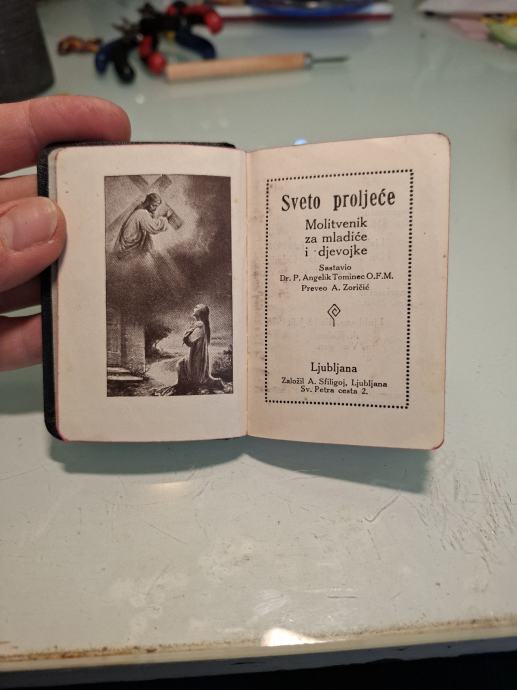 Sveto proljeće
Molitvenik
za mladiće
i djevojke
Sastavio
Dr. P. Angelik Tominec O.F.M.
Preveo A. Zoričić
Ljubljana
Založil A. Sfiligoj, Ljubljana
Sv. Petra cesta 2.